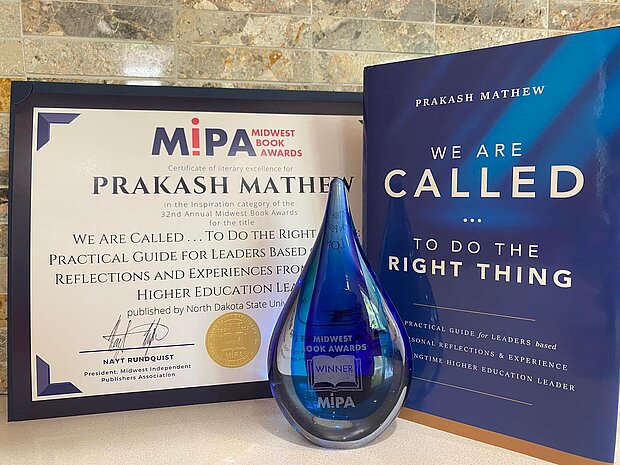 MiPA MIDWEST
BOOK
AWARDS
Certificate of literary excellence for
PRAKASH MATHEW
in the Inspiration category of the
32nd Annual Midwest Book Awards
for the title
WE ARE CALLED . . . TO DO THE RIGHT
PRACTICAL GUIDE FOR LEADERS BASED
REFLECTIONS AND EXPERIENCES FROM
HIGHER EDUCATION
published by North Dakota State
NAYT RUNDQUIST
President, Midwest Independent
Publishers Association
MIPA
MIDWEST
BOOK AWARDS
WINNER
MiPA
PRAKASH MATHEW
WE ARE
CALLED
...
TO DO THE
RIGHT THING
PRACTICAL GUIDE for LEADERS based
REFLECTIONS & EXPERIENCE
HIGHER EDUCATION LEADER